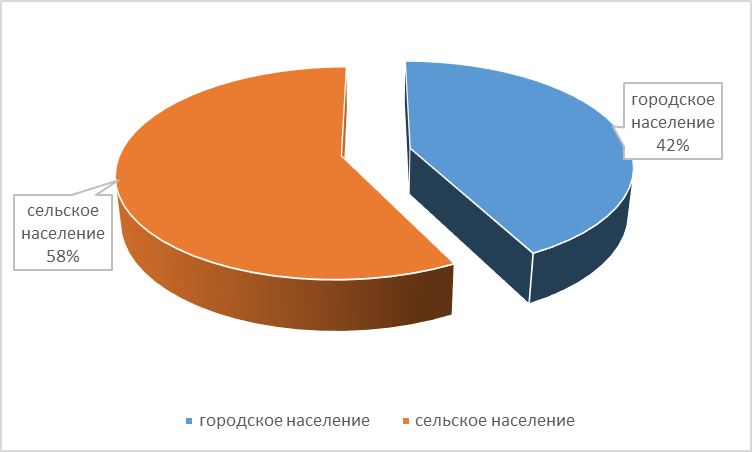 городское
население
42%
сельское
население
58%
городское население
сельское население